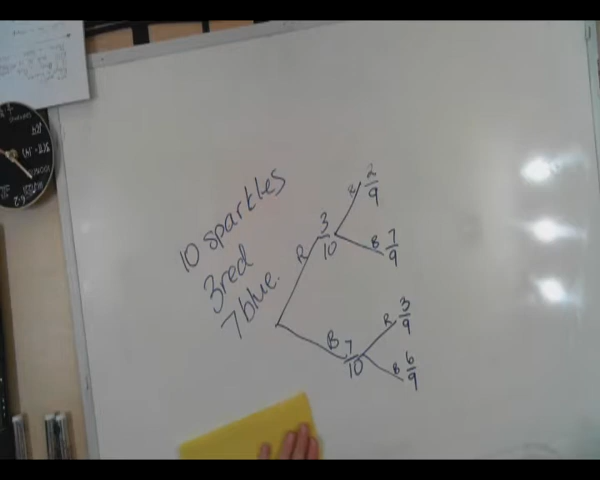 10 sparkles
3 red
7 blue.
R 3/10
R 2/9
B 7/9
B 7/10
R 3/9
B 6/9